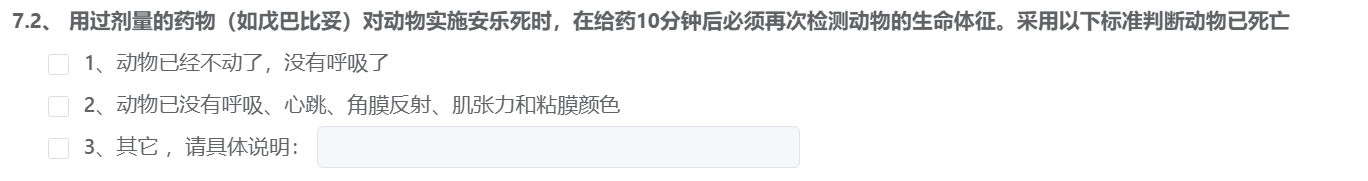 7.2、 用过剂量的药物（如戊巴比妥）对动物实施安乐死时，在给药10分钟后必须再次检测动物的生命体征。采用以下标准判断动物已死亡
1、动物已经不动了，没有呼吸了
2、动物已没有呼吸、心跳、角膜反射、肌张力和粘膜颜色
3、其它 ，请具体说明：